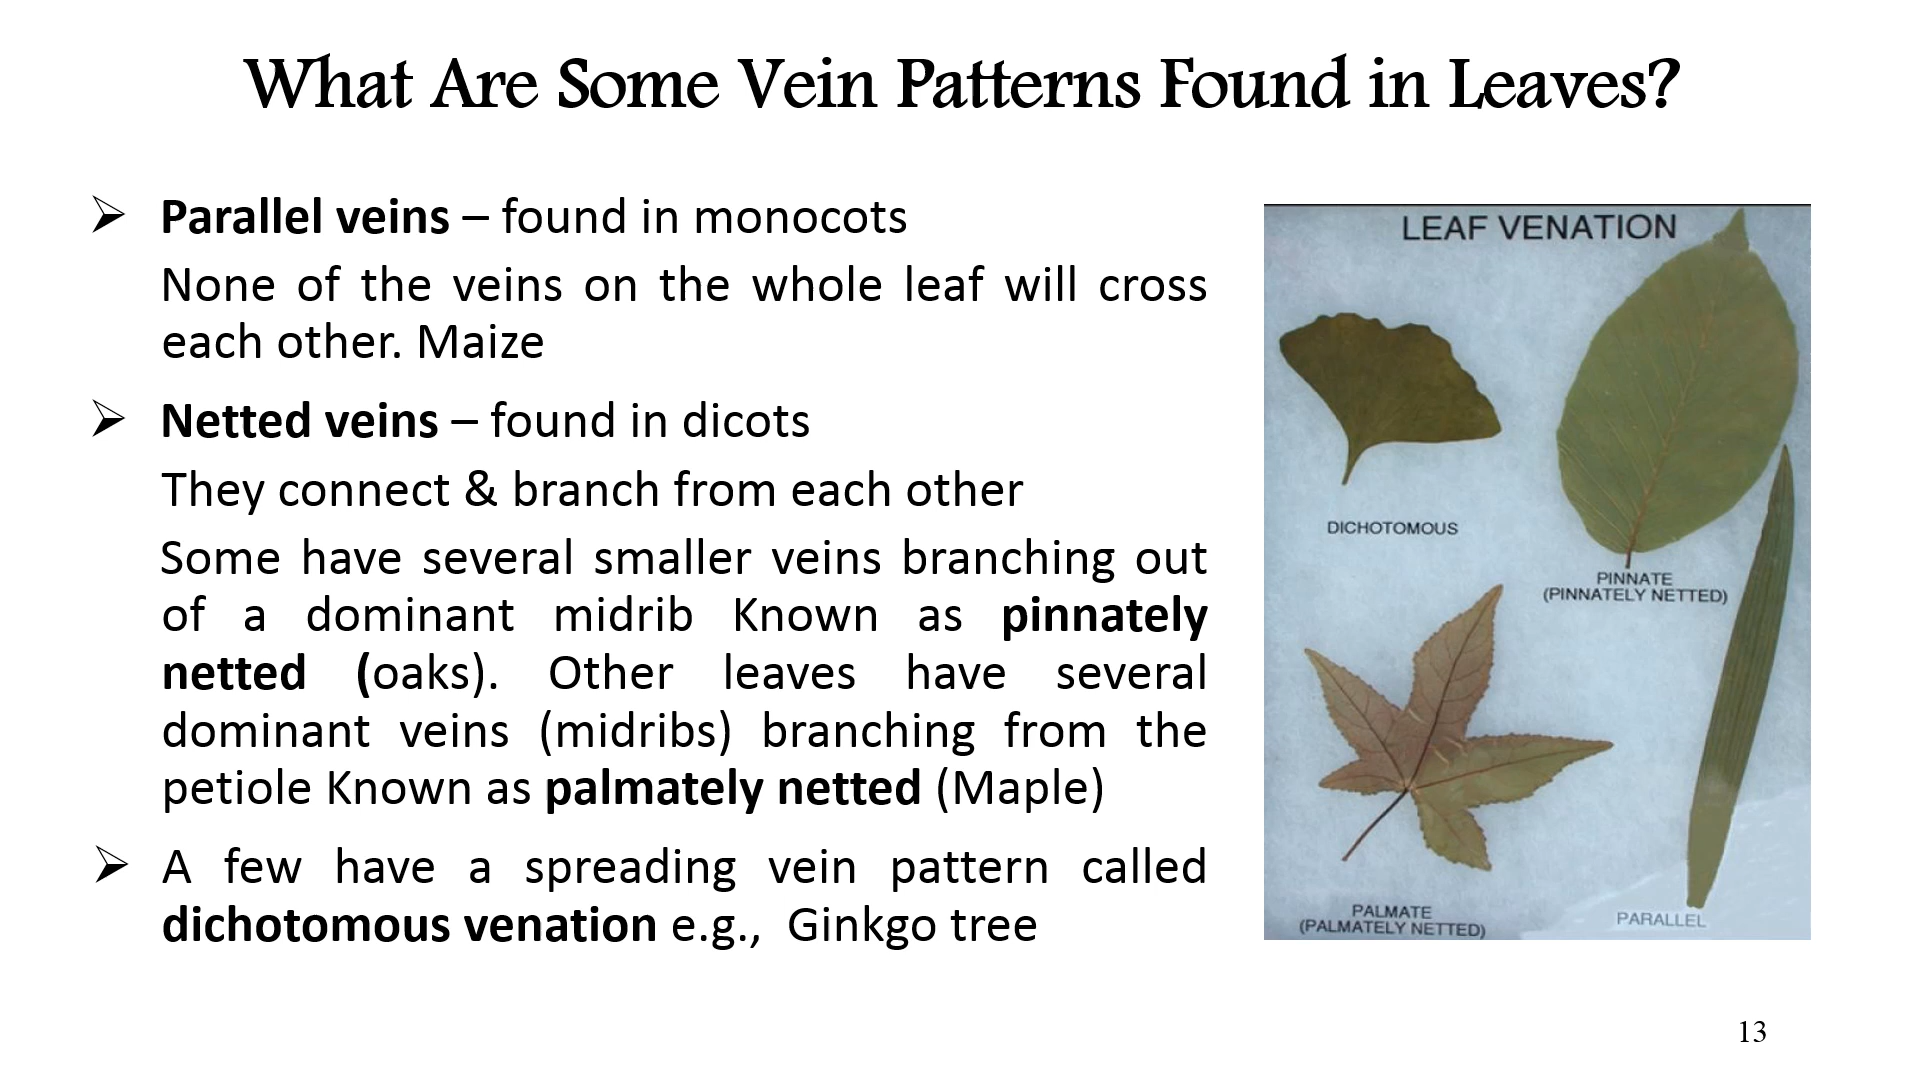 What Are Some Vein Patterns Found in Leaves?
➢ Parallel veins – found in monocots
None of the veins on the whole leaf will cross
each other. Maize
➢ Netted veins – found in dicots
They connect & branch from each other
Some have several smaller veins branching out
of a dominant midrib Known as pinnately
netted (oaks). Other leaves have several
dominant veins (midribs) branching from the
petiole Known as palmately netted (Maple)
➢ A few have a spreading vein pattern called
dichotomous venation e.g., Ginkgo tree
LEAF VENATION
DICHOTOMOUS
PINNATE
(PINNATELY NETTED)
PALMATE
(PALMATELY NETTED)
PARALLEL
13